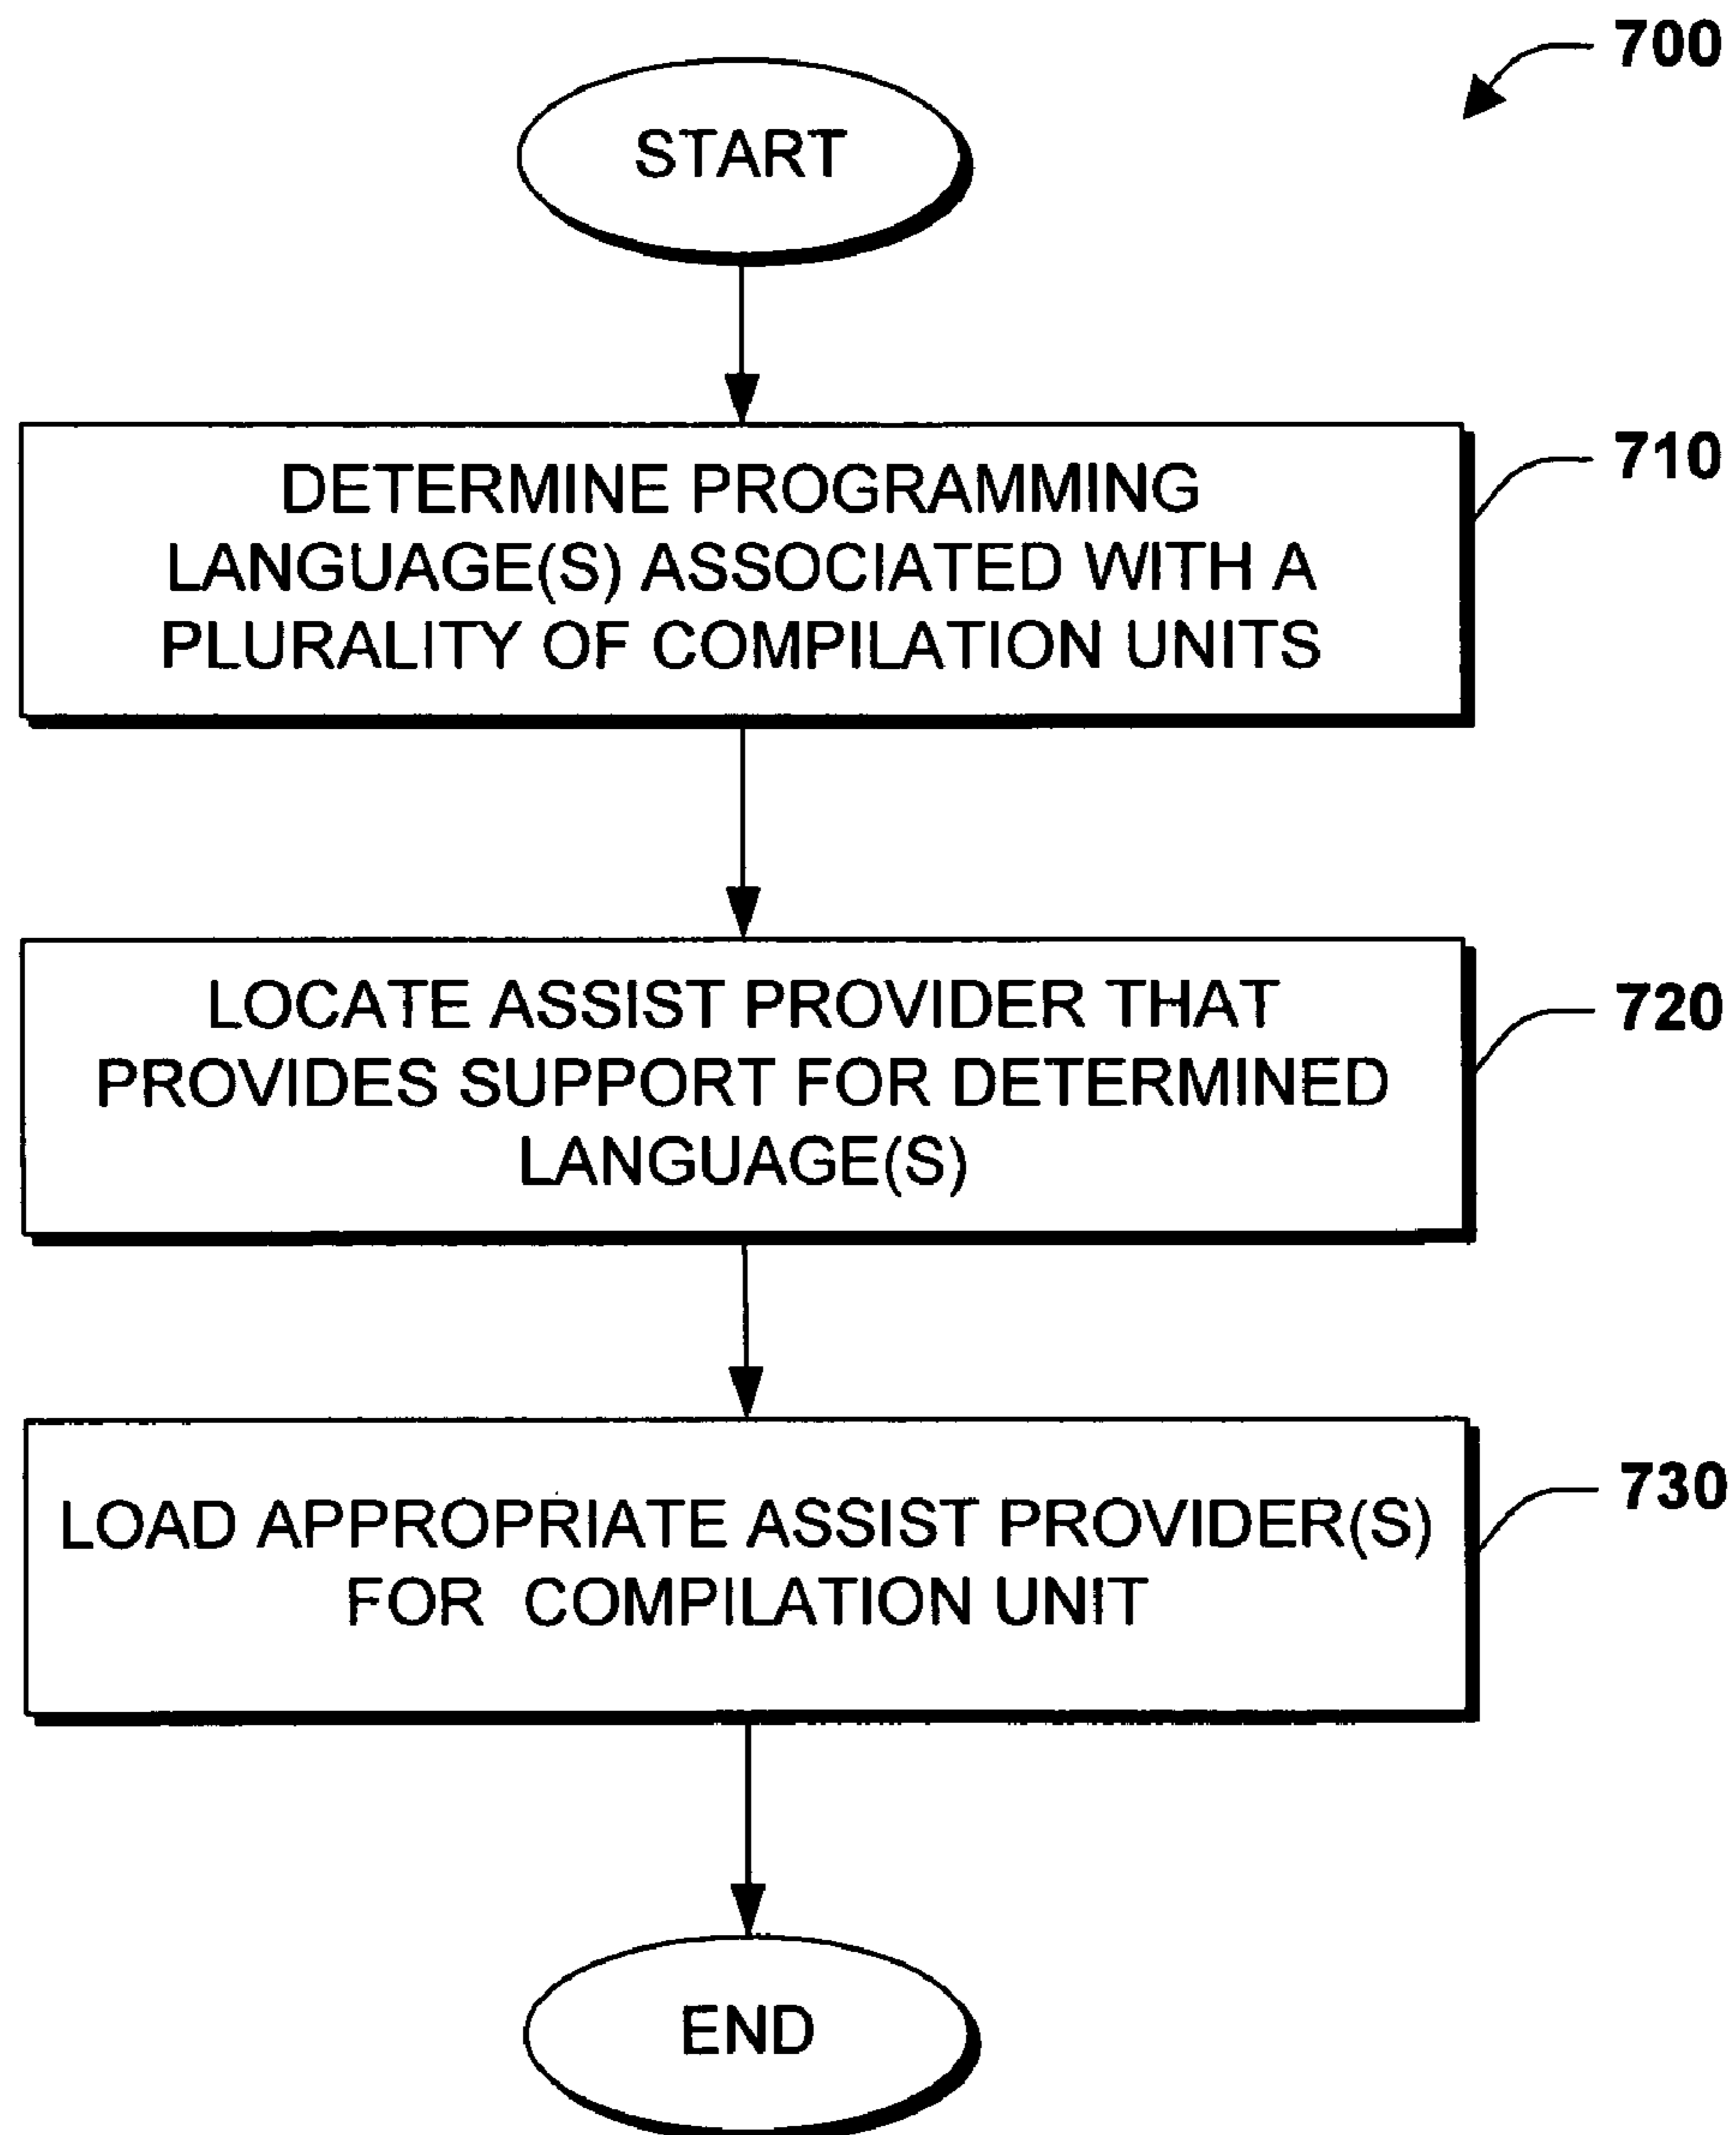 700
START
710
DETERMINE PROGRAMMING
LANGUAGE(S) ASSOCIATED WITH A
PLURALITY OF COMPILATION UNITS
720
LOCATE ASSIST PROVIDER THAT
PROVIDES SUPPORT FOR DETERMINED
LANGUAGE(S)
730
LOAD APPROPRIATE ASSIST PROVIDER(S)
FOR COMPILATION UNIT
END